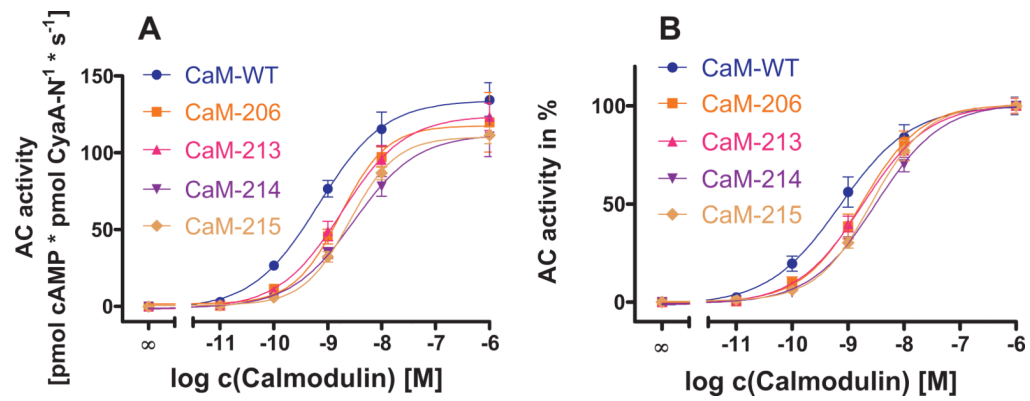 A
AC activity
[pmol cAMP * pmol CyaA-N⁻¹ * s⁻¹]
150
100
50
0
CaM-WT
CaM-206
CaM-213
CaM-214
CaM-215
∞ -11 -10 -9 -8 -7 -6
log c(Calmodulin) [M]
B
AC activity in %
100
50
0
CaM-WT
CaM-206
CaM-213
CaM-214
CaM-215
∞ -11 -10 -9 -8 -7 -6
log c(Calmodulin) [M]